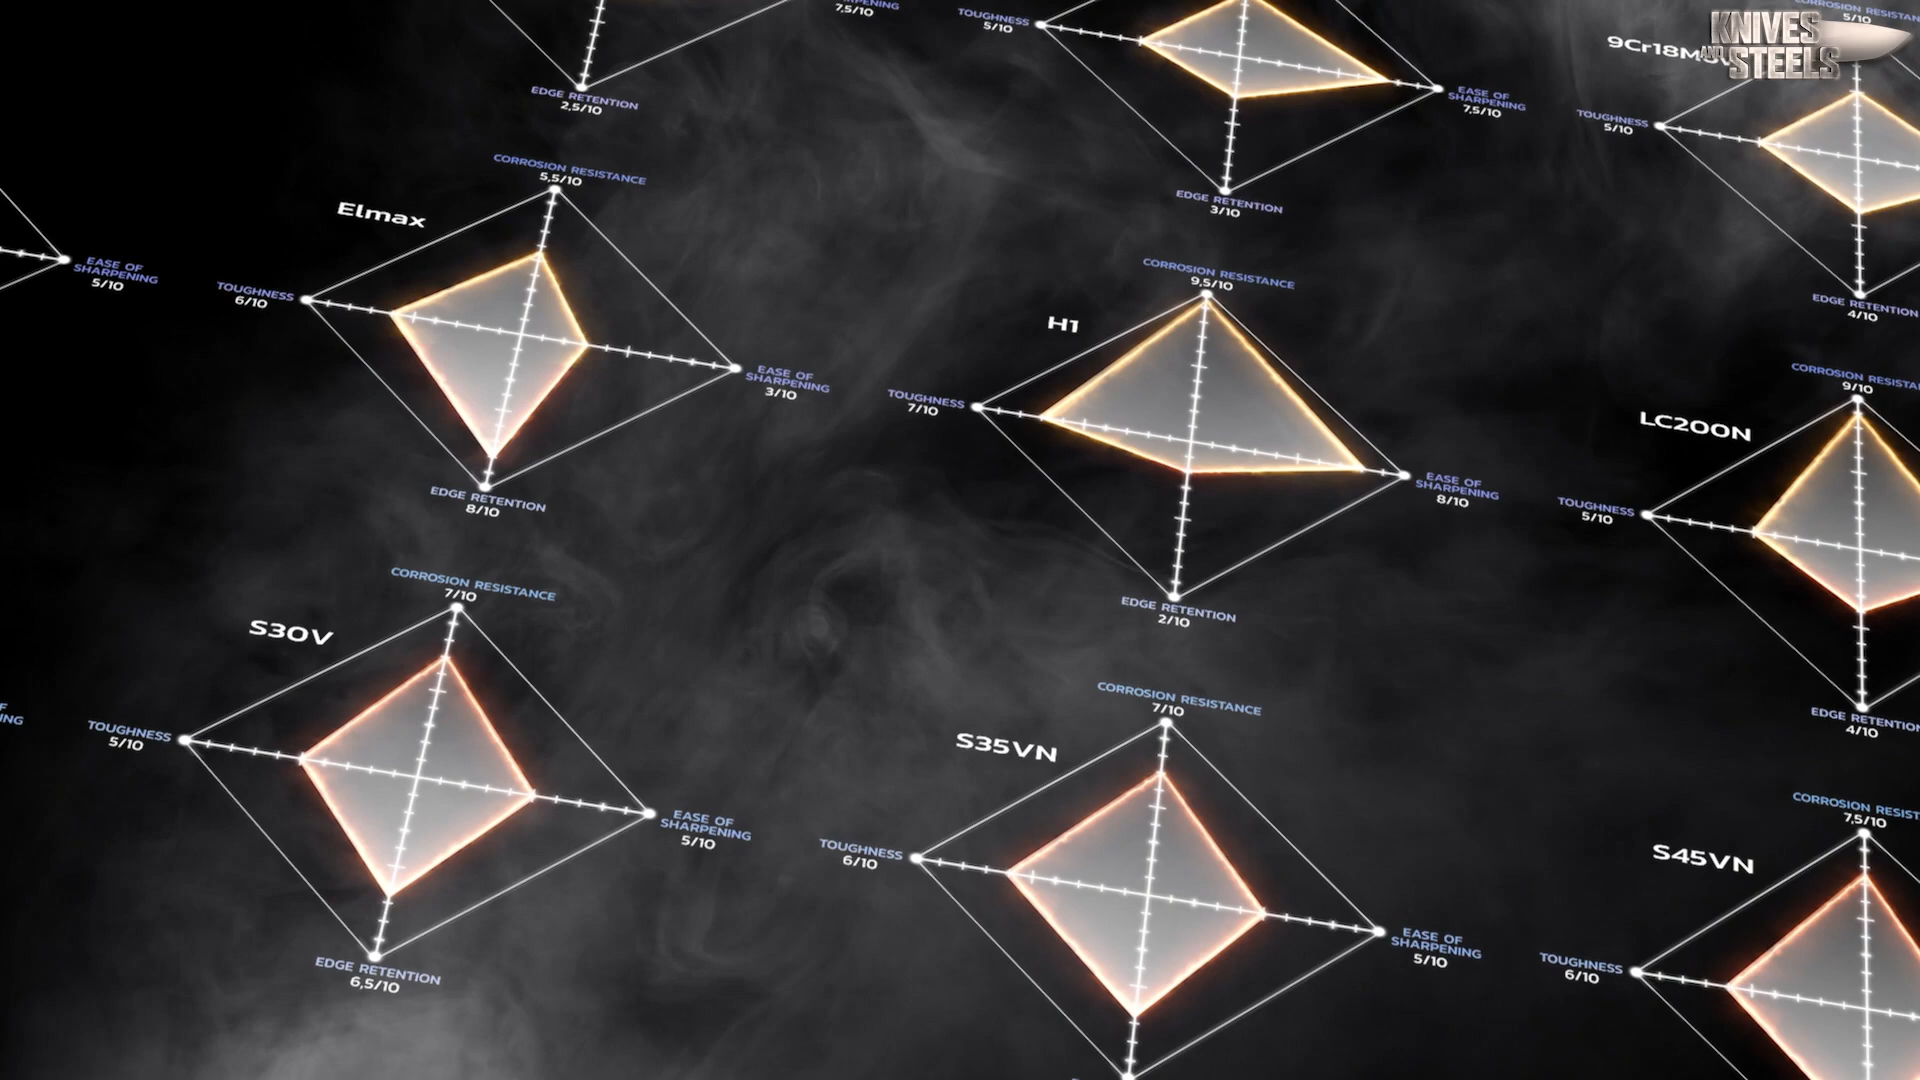 7,5/10
EDGE RETENTION
2,5/10
TOUGHNESS
5/10
EASE OF
SHARPENING
7,5/10
EDGE RETENTION
3/10
5/10
KNIVES
AND
STEELS
TOUGHNESS
5/10
EDGE RETENTION
4/10
EASE OF
SHARPENING
5/10
Elmax
CORROSION RESISTANCE
5,5/10
TOUGHNESS
6/10
EASE OF
SHARPENING
3/10
EDGE RETENTION
8/10
H1
CORROSION RESISTANCE
9,5/10
TOUGHNESS
7/10
EASE OF
SHARPENING
8/10
EDGE RETENTION
2/10
LC200N
9/10
TOUGHNESS
5/10
EDGE RETENTION
4/10
S30V
CORROSION RESISTANCE
7/10
TOUGHNESS
5/10
EASE OF
SHARPENING
5/10
EDGE RETENTION
6,5/10
S35VN
CORROSION RESISTANCE
7/10
TOUGHNESS
6/10
EASE OF
SHARPENING
5/10
S45VN
CORROSION
7,5/10
TOUGHNESS
6/10